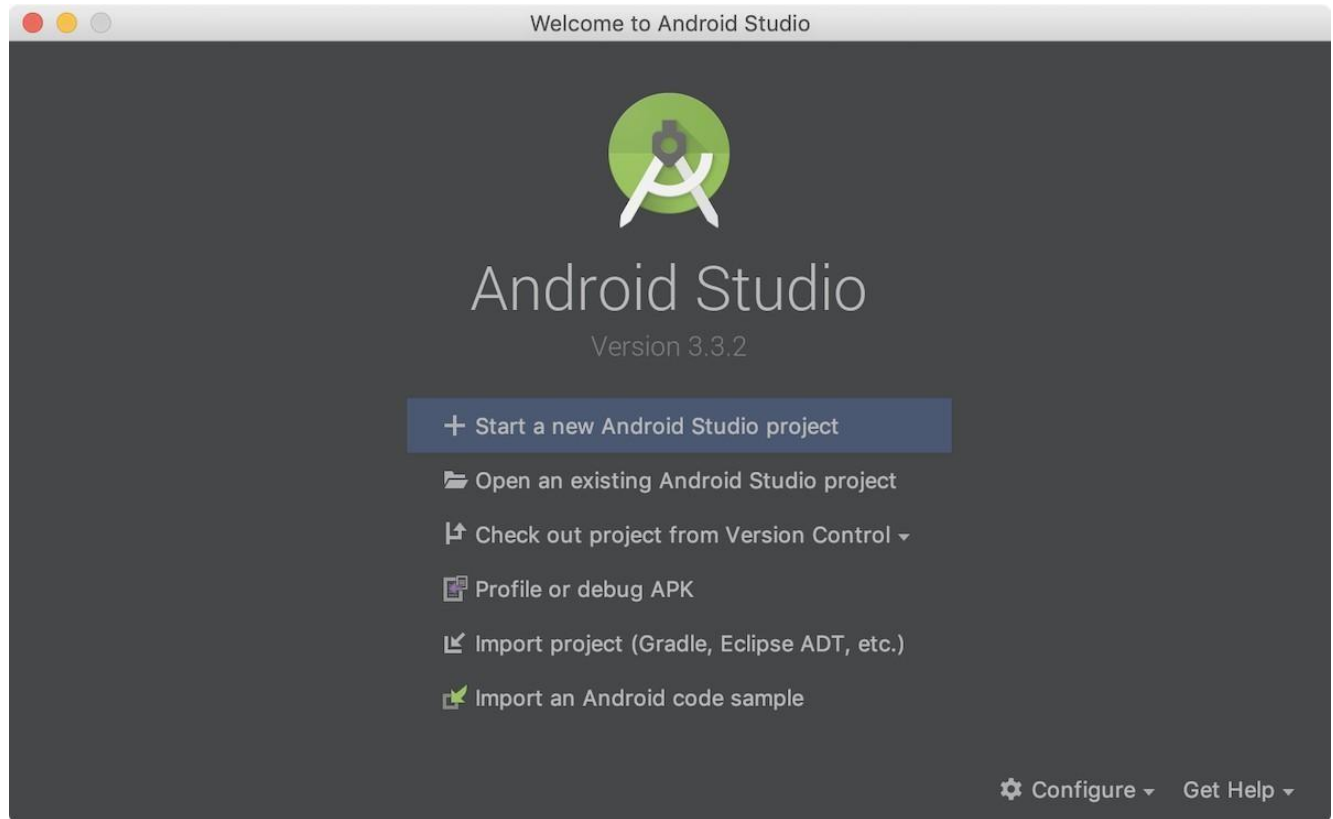 Welcome to Android Studio
Android Studio
Version 3.3.2
Start a new Android Studio project
Open an existing Android Studio project
Check out project from Version Control
Profile or debug APK
Import project (Gradle, Eclipse ADT, etc.)
Import an Android code sample
Configure Get Help